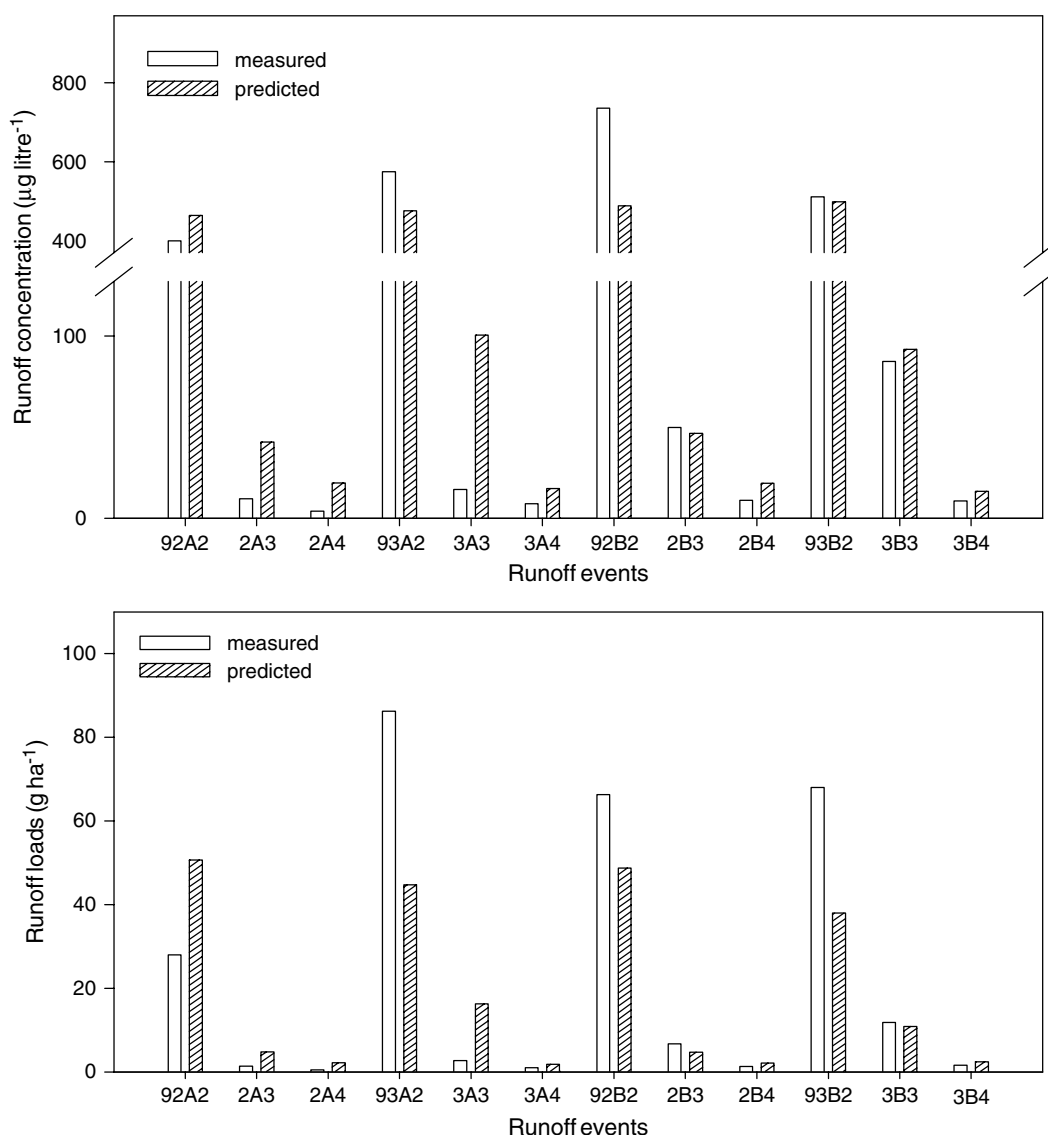 measured
predicted
800
600
400
100
0
Runoff concentration (µg litre⁻¹)
92A2 2A3 2A4 93A2 3A3 3A4 92B2 2B3 2B4 93B2 3B3 3B4
Runoff events
measured
predicted
100
80
60
40
20
0
Runoff loads (g ha⁻¹)
92A2 2A3 2A4 93A2 3A3 3A4 92B2 2B3 2B4 93B2 3B3 3B4
Runoff events